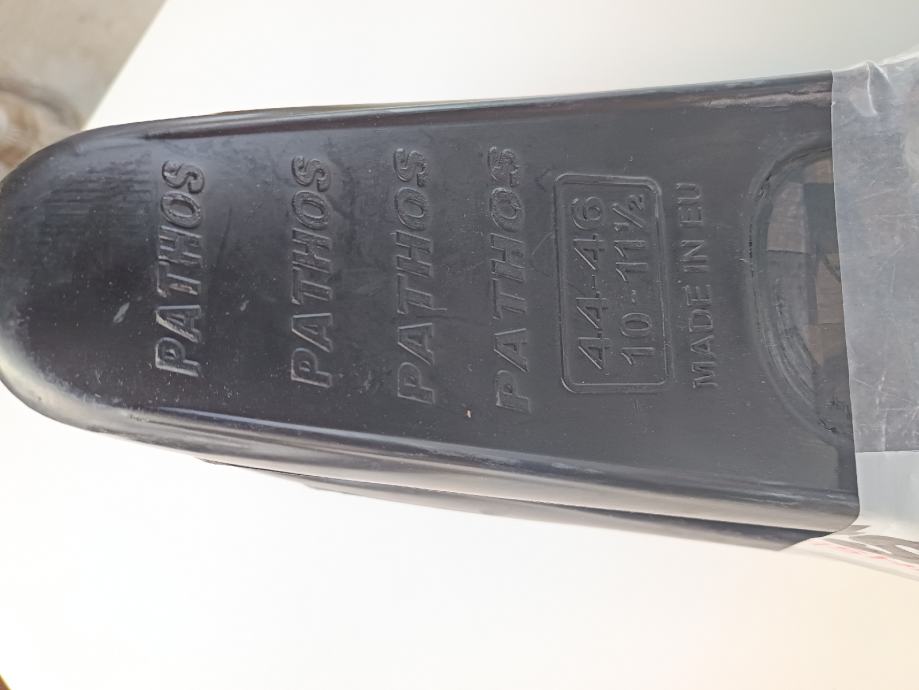 PATHOS
PATHOS
PATHOS
PATHOS
44-46
10-11½
MADE IN EU